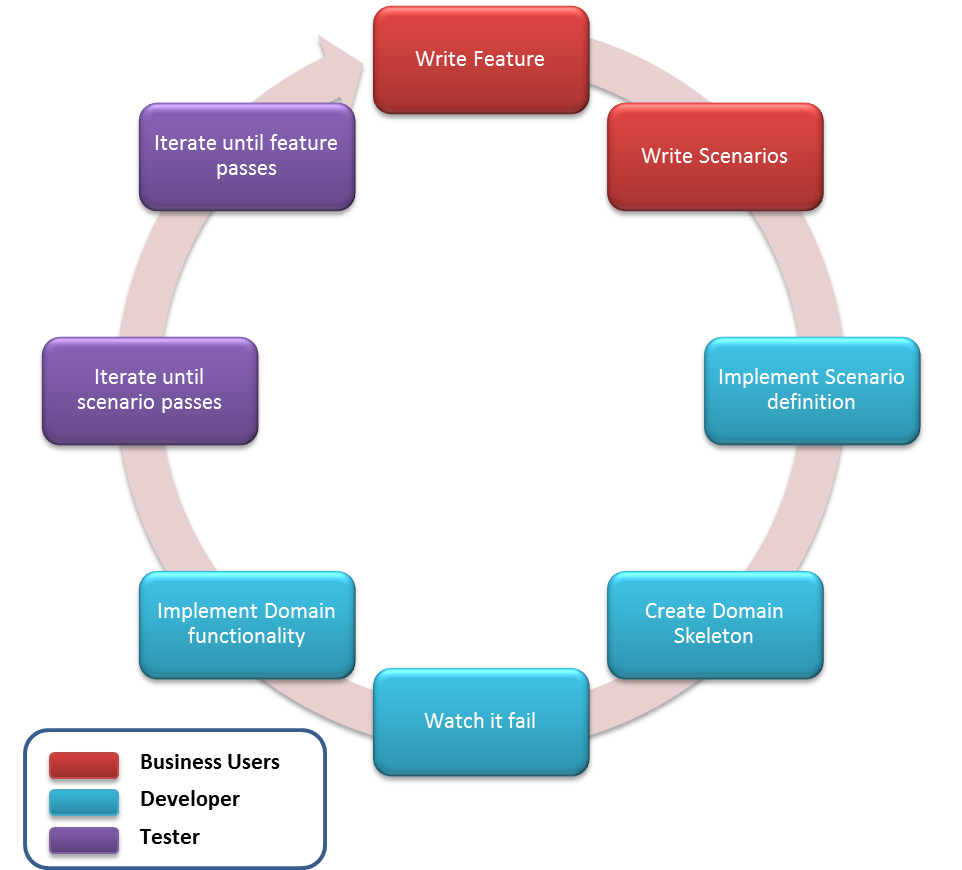 Write Feature
Write Scenarios
Implement Scenario
definition
Create Domain
Skeleton
Watch it fail
Implement Domain
functionality
Iterate until
scenario passes
Iterate until feature
passes
Business Users
Developer
Tester